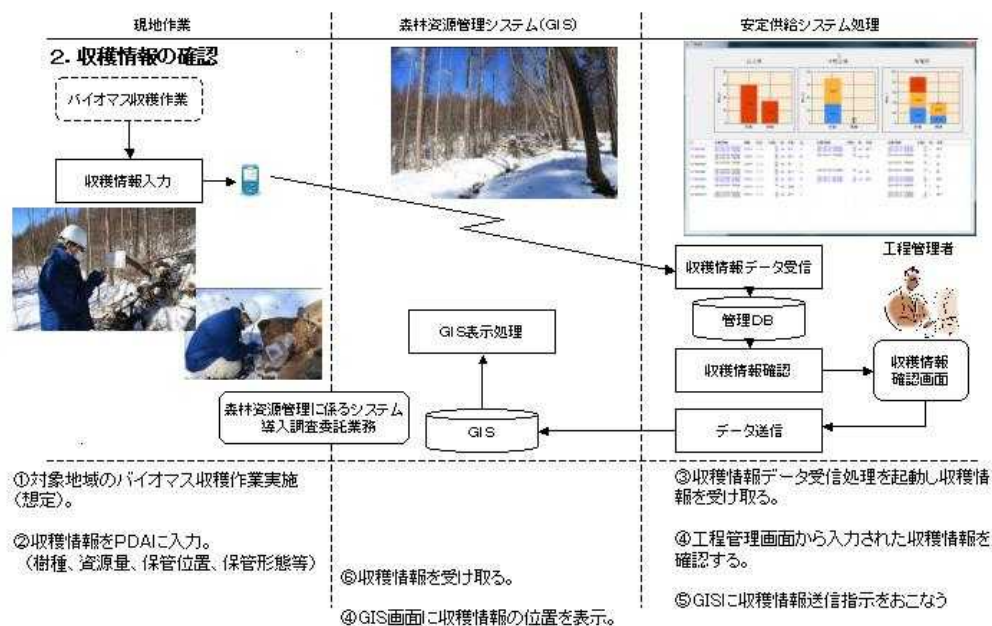 現地作業
森林資源管理システム(GIS)
安定供給システム処理
2. 収穫情報の確認
バイオマス収穫作業
収穫情報入力
工程管理者
収穫情報データ受信
管理DB
GIS表示処理
収穫情報確認
収穫情報
確認画面
森林資源管理に係るシステム
導入調査委託業務
GIS
データ送信
①対象地域のバイオマス収穫作業実施
(想定)。
②収穫情報をPDAに入力。
(樹種、資源量、保管位置、保管形態等)
⑥収穫情報を受け取る。
④GIS画面に収穫情報の位置を表示。
③収穫情報データ受信処理を起動し収穫情
報を受け取る。
④工程管理画面から入力された収穫情報を
確認する。
⑤GISに収穫情報送信指示をおこなう